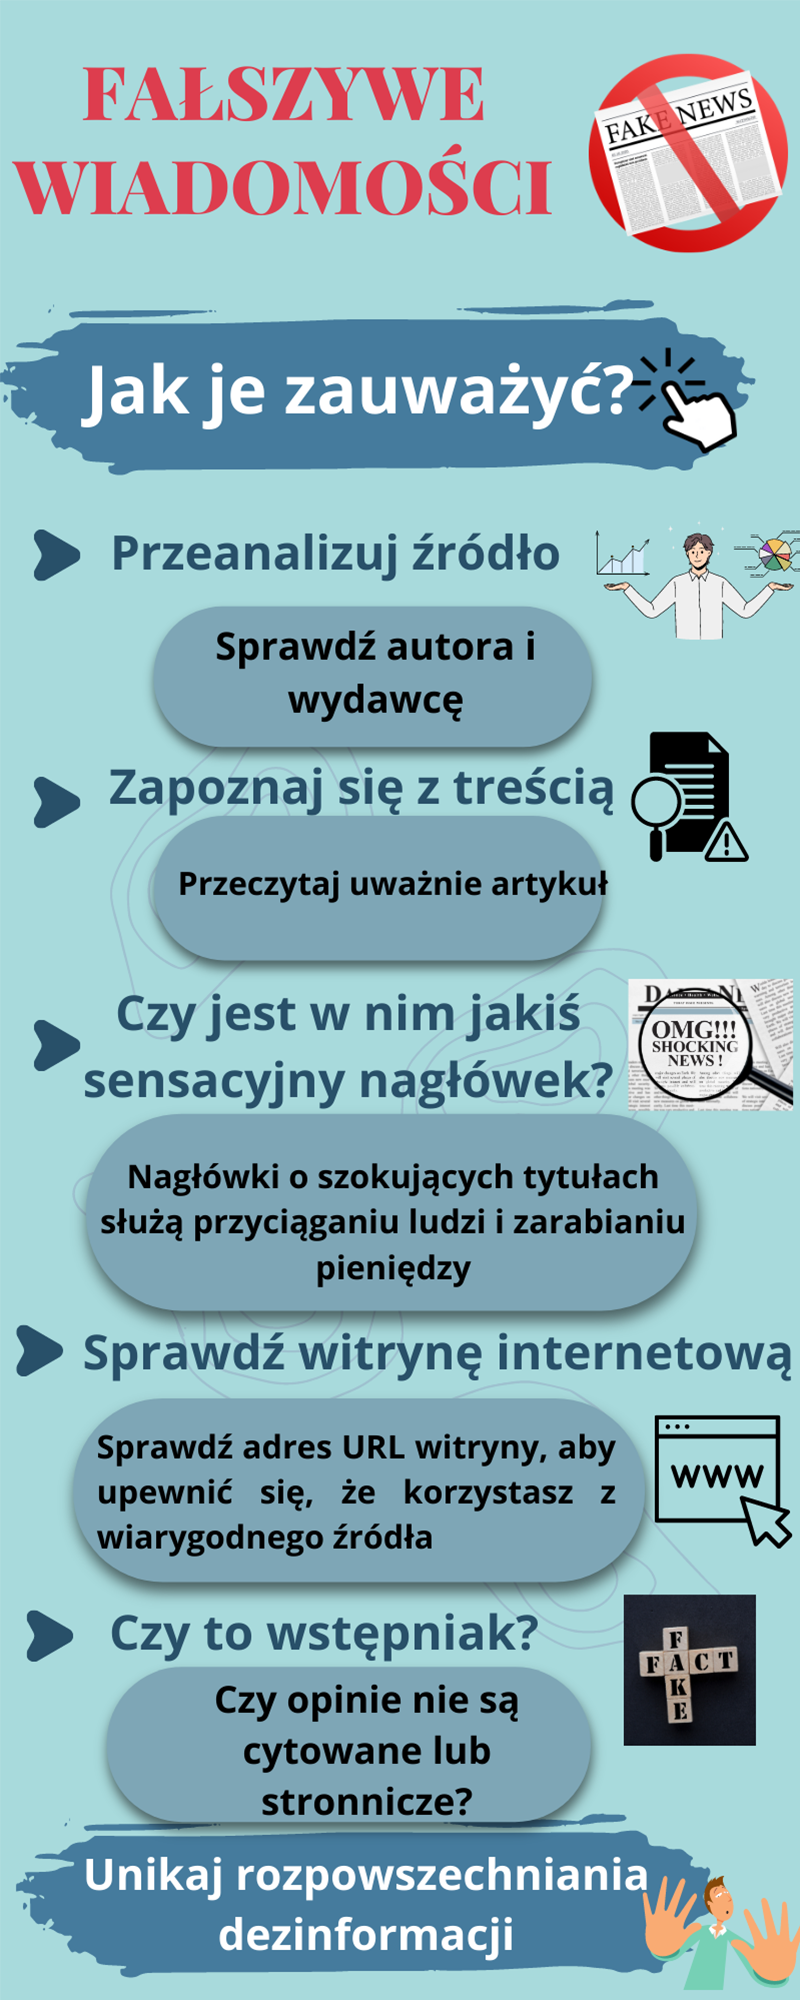 FAŁSZYWE
WIADOMOŚCI
FAKE NEWS
Jak je zauważyć?
Przeanalizuj źródło
Sprawdź autora i
wydawcę
Zapoznaj się z treścią
Przeczytaj uważnie artykuł
Czy jest w nim jakiś
sensacyjny nagłówek?
OMG!!!
SHOCKING
NEWS !
Nagłówki o szokujących tytułach
służą przyciąganiu ludzi i zarabianiu
pieniędzy
Sprawdź witrynę internetową
Sprawdź adres URL witryny, aby
upewnić się, że korzystasz z
wiarygodnego źródła
WWW
Czy to wstępniak?
FACT
FAKE
Czy opinie nie są
cytowane lub
stronnicze?
Unikaj rozpowszechniania
dezinformacji